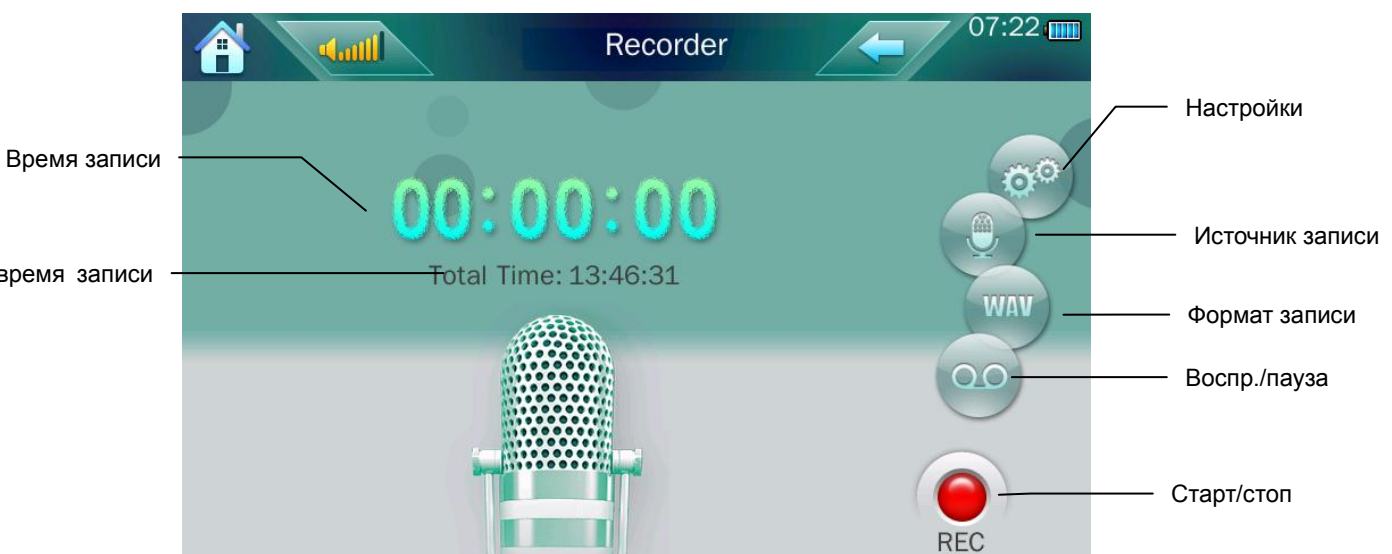 Recorder
07:22
Настройки
Время записи
00:00:00
Источник записи
время записи
Total Time: 13:46:31
WAV
Формат записи
Воспр./пауза
Старт/стоп
REC